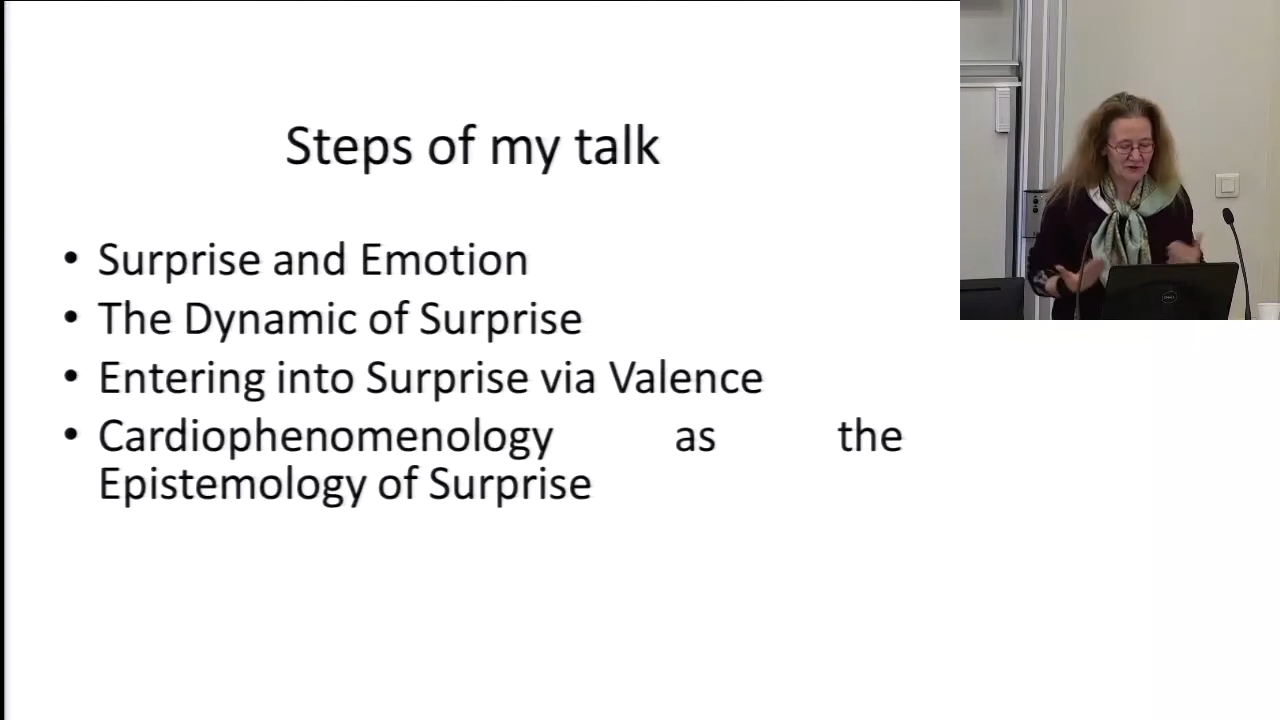 Steps of my talk
• Surprise and Emotion
• The Dynamic of Surprise
• Entering into Surprise via Valence
• Cardiophenomenology as the
Epistemology of Surprise
DELL